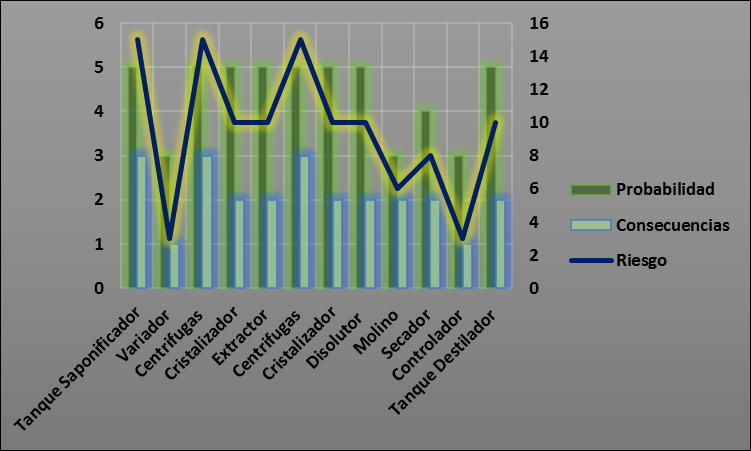 6
5
4
3
2
1
0
16
14
12
10
8
6
4
2
0
Probabilidad
Consecuencias
Riesgo
Tanque Saponificador
Variador
Centrifugas
Cristalizador
Extractor
Centrifugas
Cristalizador
Disolutor
Molino
Secador
Controlador
Tanque Destilador